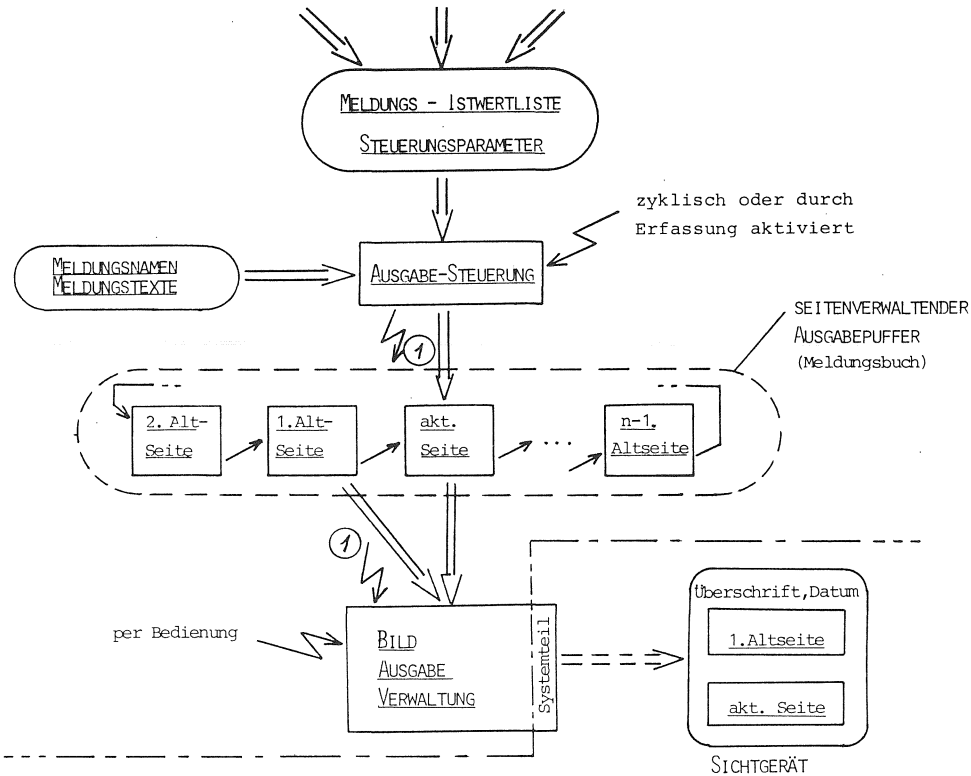 MELDUNGS - ISTWERTLISTE
STEUERUNGSPARAMETER
zyklisch oder durch
Erfassung aktiviert
MELDUNGSNAMEN
MELDUNGSTEXTE
AUSGABE-STEUERUNG
SEITENVERWALTENDER
AUSGABEPUFFER
(Meldungsbuch)
1
2. Alt-
Seite
1.Alt-
Seite
akt.
Seite
...
n-1.
Altseite
1
per Bedienung
BILD
AUSGABE
VERWALTUNG
Systemteil
Überschrift,Datum
1.Altseite
akt. Seite
SICHTGERÄT